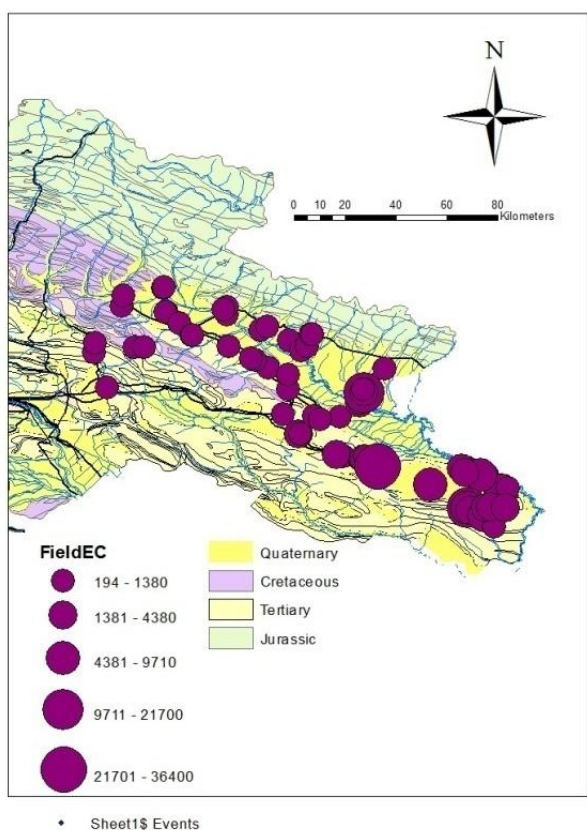 N
0 10 20 40 60 80
Kilometers
FieldEC
194 - 1380
1381 - 4380
4381 - 9710
9711 - 21700
21701 - 36400
Quaternary
Cretaceous
Tertiary
Jurassic
Sheet1$ Events